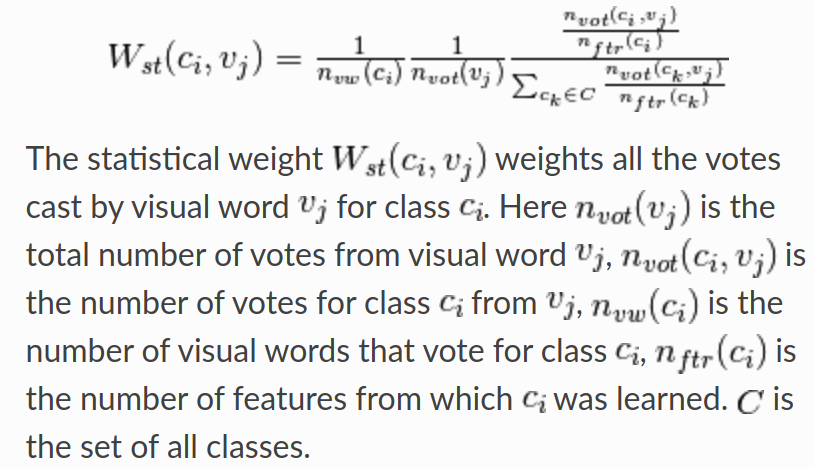 W_{st}(c_i, v_j) = \frac{1}{n_{vw}(c_i)} \frac{1}{n_{vot}(v_j)} \frac{\frac{n_{vot}(c_i, v_j)}{n_{ftr}(c_i)}}{\sum_{c_k \in C} \frac{n_{vot}(c_k, v_j)}{n_{ftr}(c_k)}}
The statistical weight W_{st}(c_i, v_j) weights all the votes
cast by visual word v_j for class c_i. Here n_{vot}(v_j) is the
total number of votes from visual word v_j, n_{vot}(c_i, v_j) is
the number of votes for class c_i from v_j, n_{vw}(c_i) is the
number of visual words that vote for class c_i, n_{ftr}(c_i) is
the number of features from which c_i was learned. C is
the set of all classes.